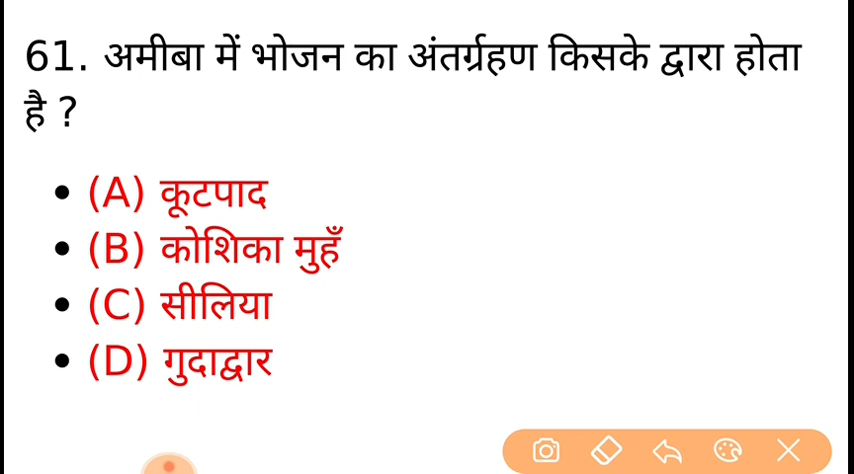 61. अमीबा में भोजन का अंतर्ग्रहण किसके द्वारा होता
है ?
• (A) कूटपाद
• (B) कोशिका मुहँ
• (C) सीलिया
• (D) गुदाद्वार